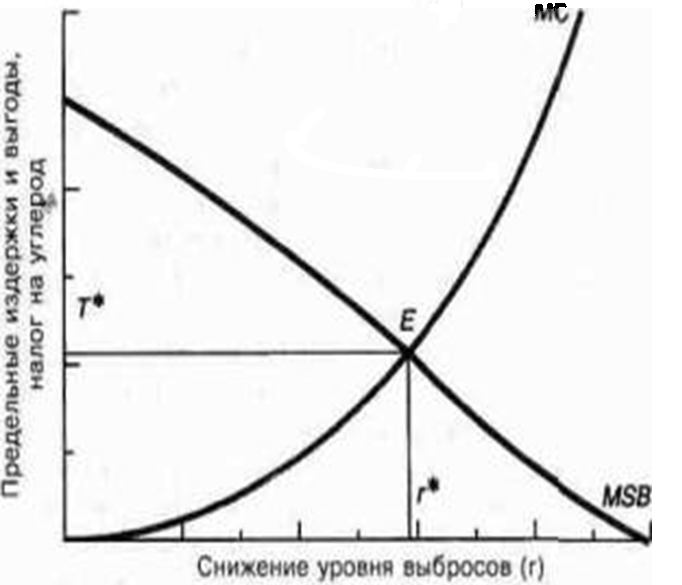 MC
Предельные издержки и выгоды,
налог на углерод
T*
E
r*
MSB
Снижение уровня выбросов (r)